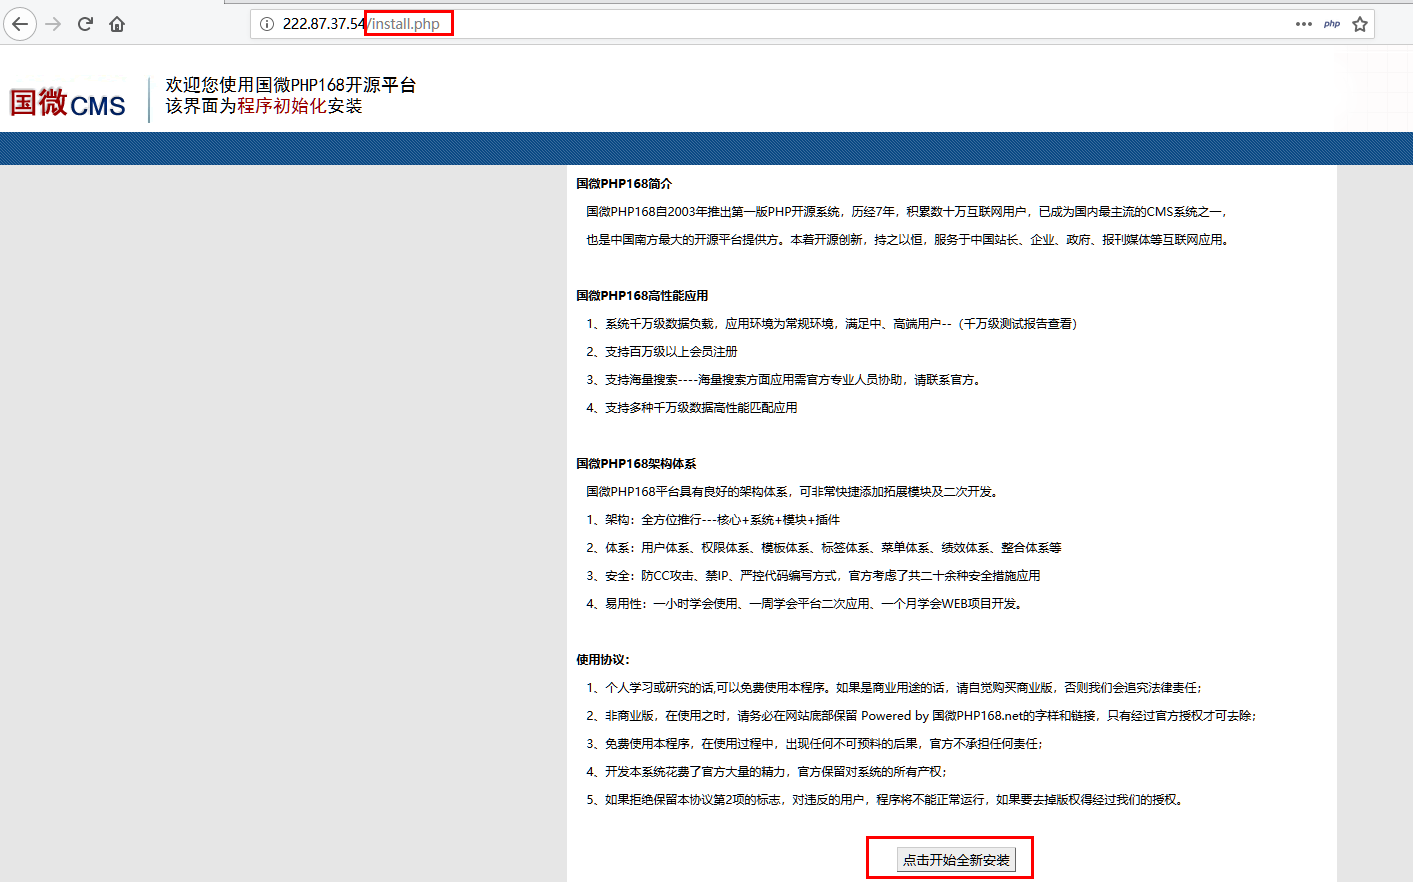 222.87.37.54/install.php
php
国微CMS
欢迎您使用国微PHP168开源平台
该界面为程序初始化安装
国微PHP168简介
国微PHP168自2003年推出第一版PHP开源系统，历经7年，积累数十万互联网用户，已成为国内最主流的CMS系统之一，
也是中国南方最大的开源平台提供方。本着开源创新，持之以恒，服务于中国站长、企业、政府、报刊媒体等互联网应用。
国微PHP168高性能应用
1、系统千万级数据负载，应用环境为常规环境，满足中、高端用户--（千万级测试报告查看）
2、支持百万级以上会员注册
3、支持海量搜索----海量搜索方面应用需官方专业人员协助，请联系官方。
4、支持多种千万级数据高性能匹配应用
国微PHP168架构体系
国微PHP168平台具有良好的架构体系，可非常快捷添加拓展模块及二次开发。
1、架构：全方位推行---核心+系统+模块+插件
2、体系：用户体系、权限体系、模板体系、标签体系、菜单体系、绩效体系、整合体系等
3、安全：防CC攻击、禁IP、严控代码编写方式，官方考虑了共二十余种安全措施应用
4、易用性：一小时学会使用、一周学会平台二次应用、一个月学会WEB项目开发。
使用协议：
1、个人学习或研究的话,可以免费使用本程序。如果是商业用途的话，请自觉购买商业版，否则我们会追究法律责任；
2、非商业版，在使用之时，请务必在网站底部保留 Powered by 国微PHP168.net的字样和链接，只有经过官方授权才可去除；
3、免费使用本程序，在使用过程中，出现任何不可预料的后果，官方不承担任何责任；
4、开发本系统花费了官方大量的精力，官方保留对系统的所有产权；
5、如果拒绝保留本协议第2项的标志，对违反的用户，程序将不能正常运行，如果要去掉版权得经过我们的授权。
点击开始全新安装